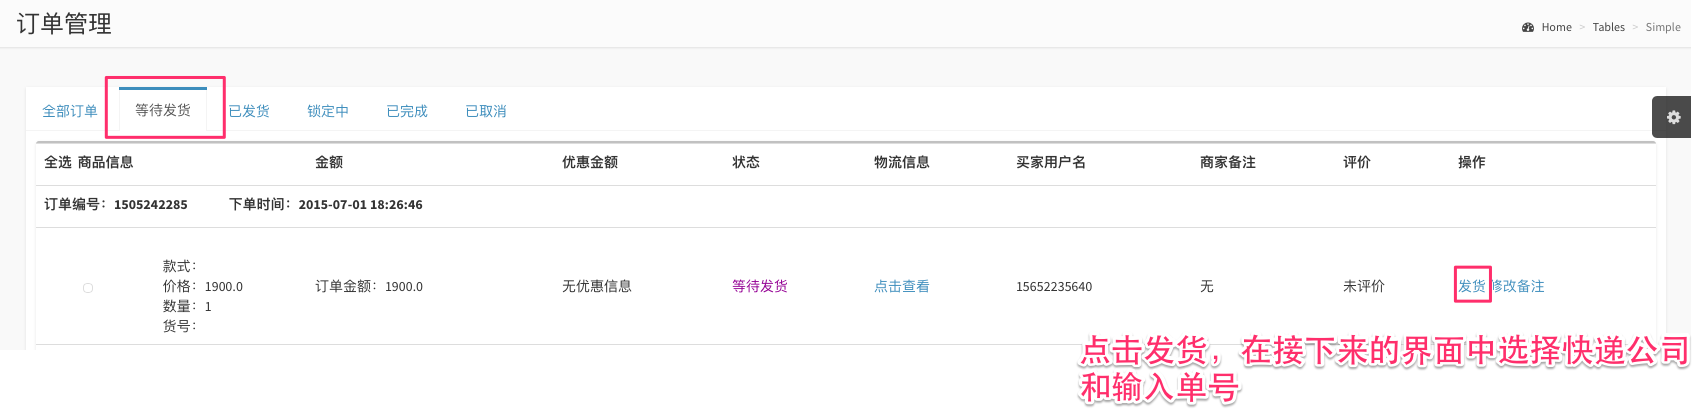 订单管理
Home > Tables > Simple
全部订单 等待发货 已发货 锁定中 已完成 已取消
全选 商品信息 金额 优惠金额 状态 物流信息 买家用户名 商家备注 评价 操作
订单编号：1505242285 下单时间：2015-07-01 18:26:46
款式：
价格：1900.0 订单金额：1900.0 无优惠信息 等待发货 点击查看 15652235640 无 未评价 发货 修改备注
数量：1
货号：
点击发货，在接下来的界面中选择快递公司
和输入单号